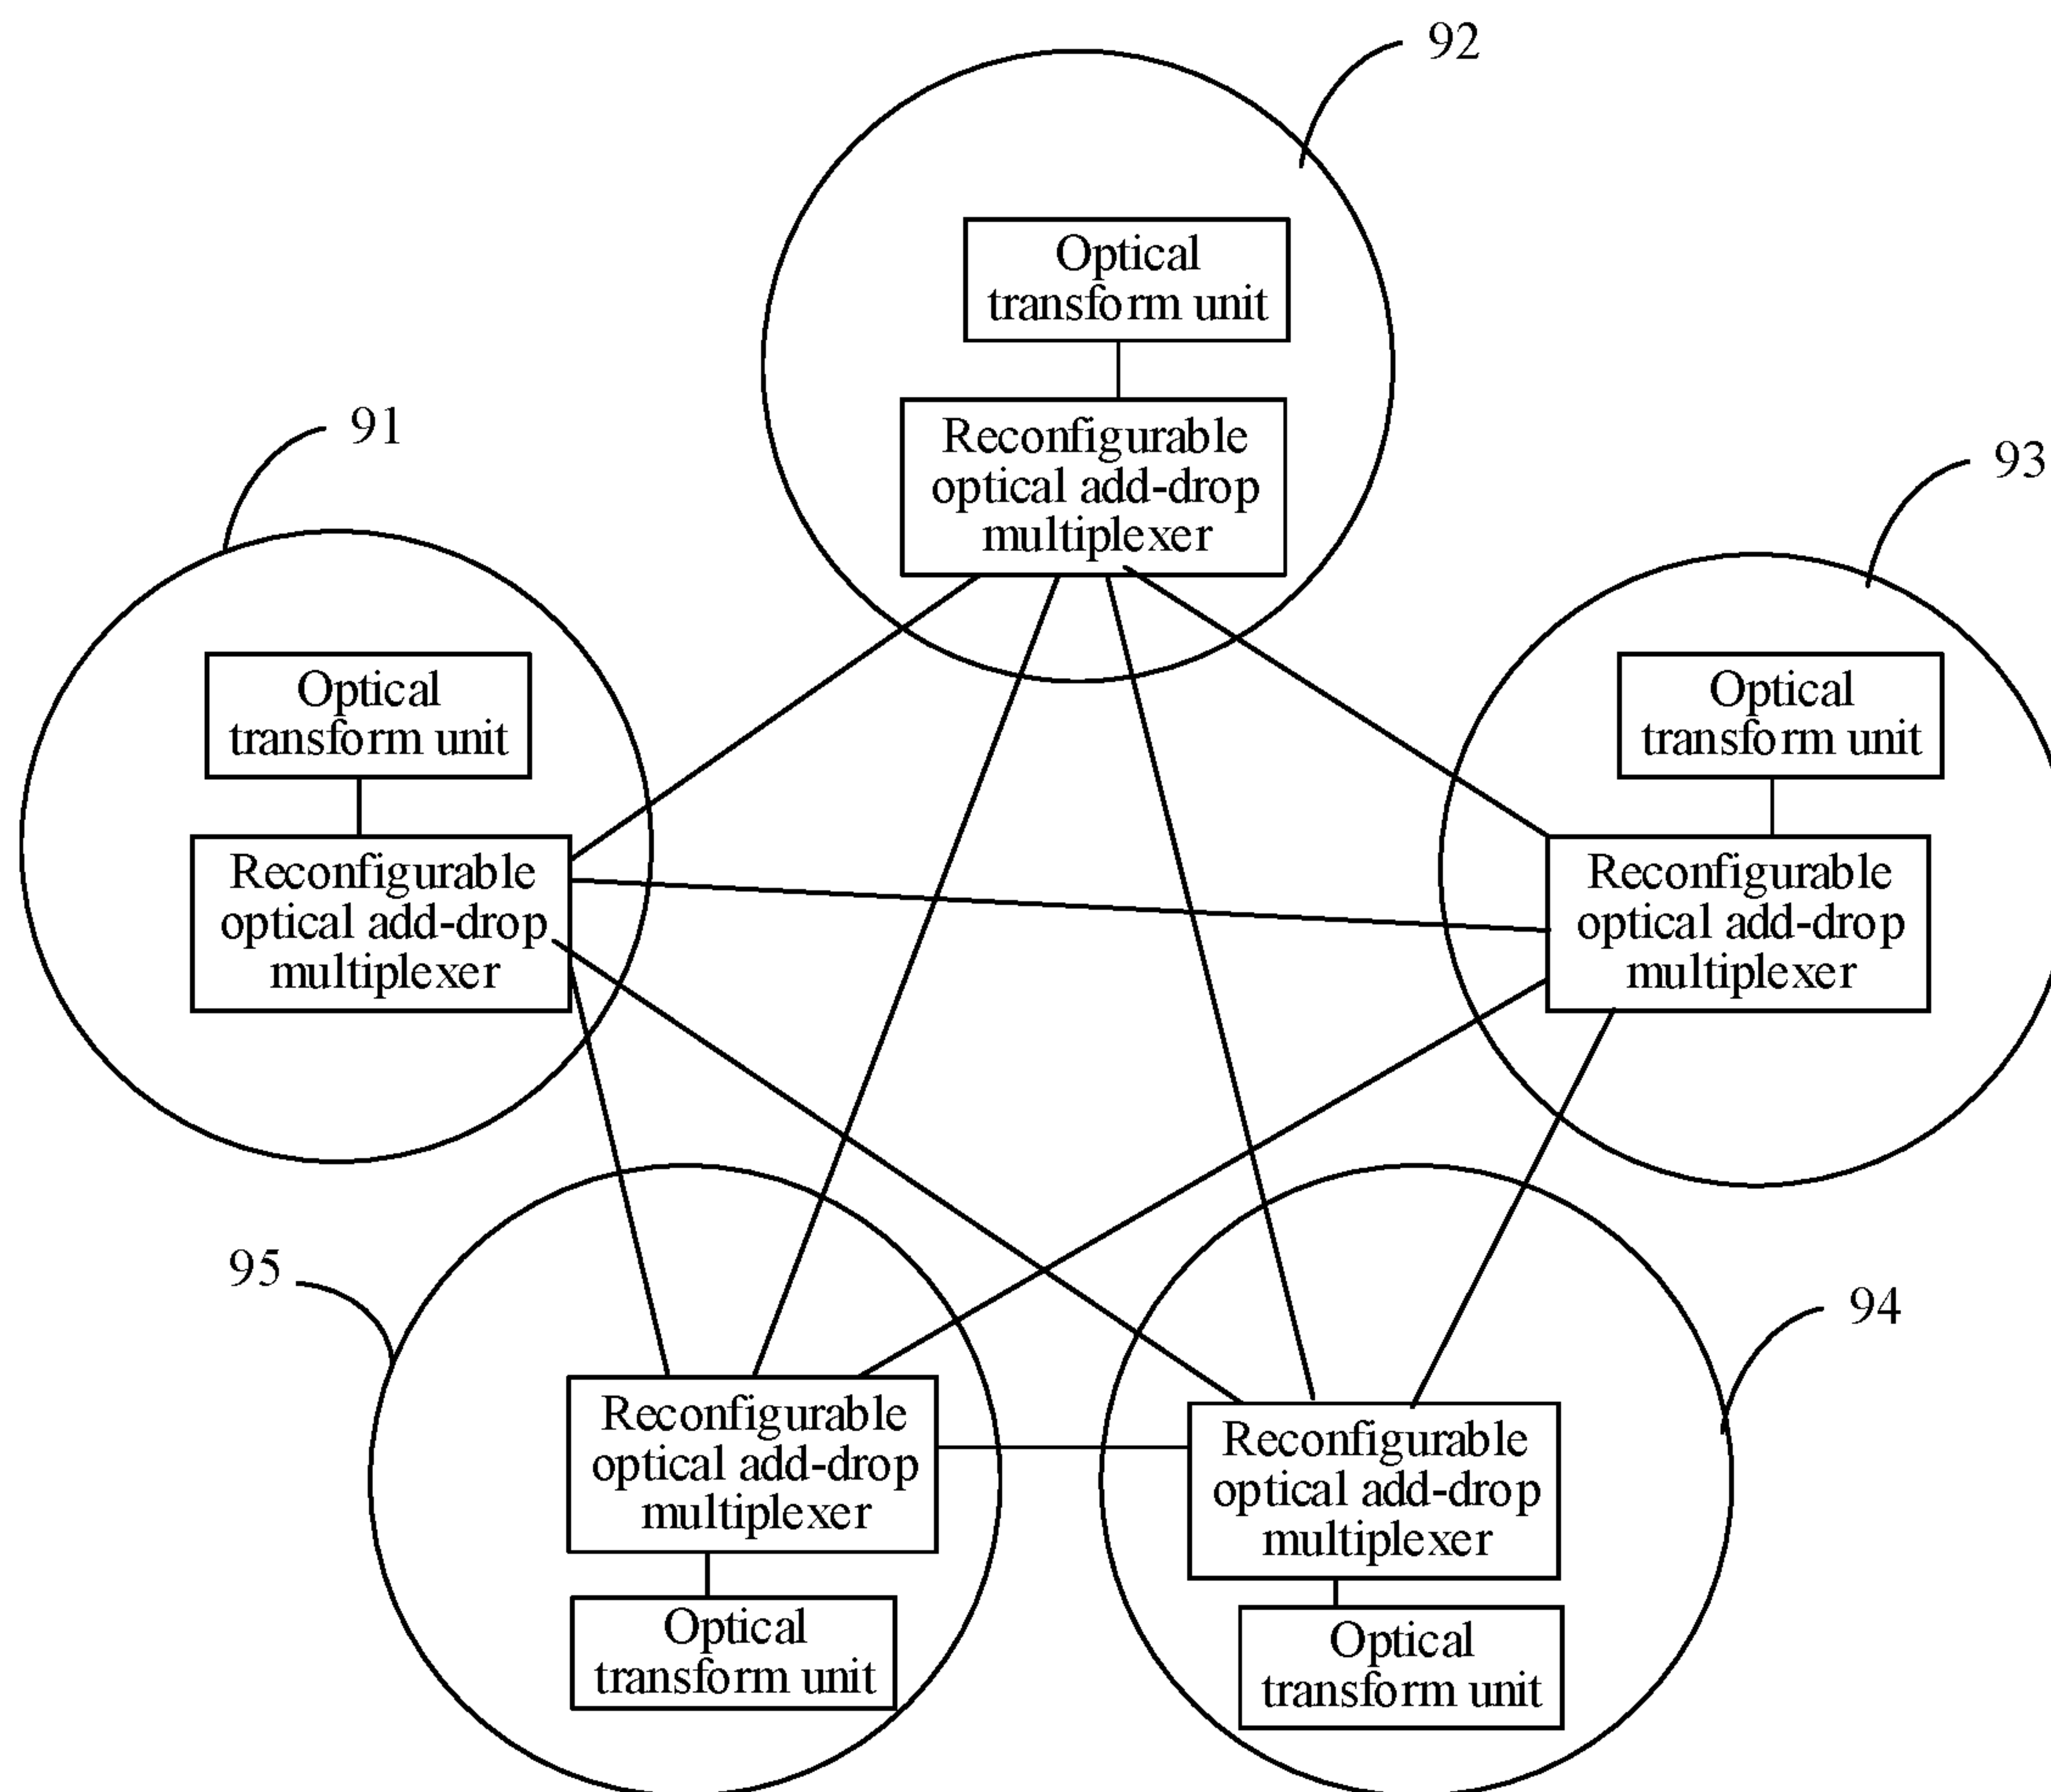 92
Optical
transform unit
Reconfigurable
optical add-drop
multiplexer
91
Optical
transform unit
Reconfigurable
optical add-drop
multiplexer
93
Optical
transform unit
Reconfigurable
optical add-drop
multiplexer
95
Reconfigurable
optical add-drop
multiplexer
Optical
transform unit
94
Reconfigurable
optical add-drop
multiplexer
Optical
transform unit